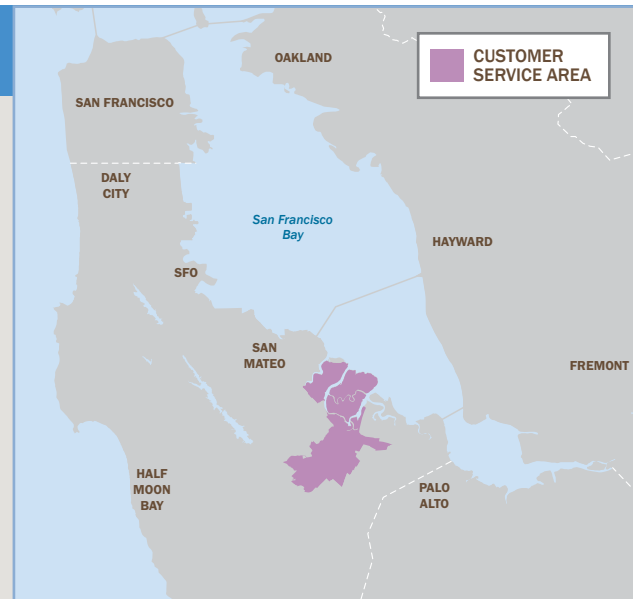 OAKLAND
CUSTOMER
SERVICE AREA
SAN FRANCISCO
DALY
CITY
San Francisco
Bay
HAYWARD
SFO
SAN
MATEO
FREMONT
HALF
MOON
BAY
PALO
ALTO